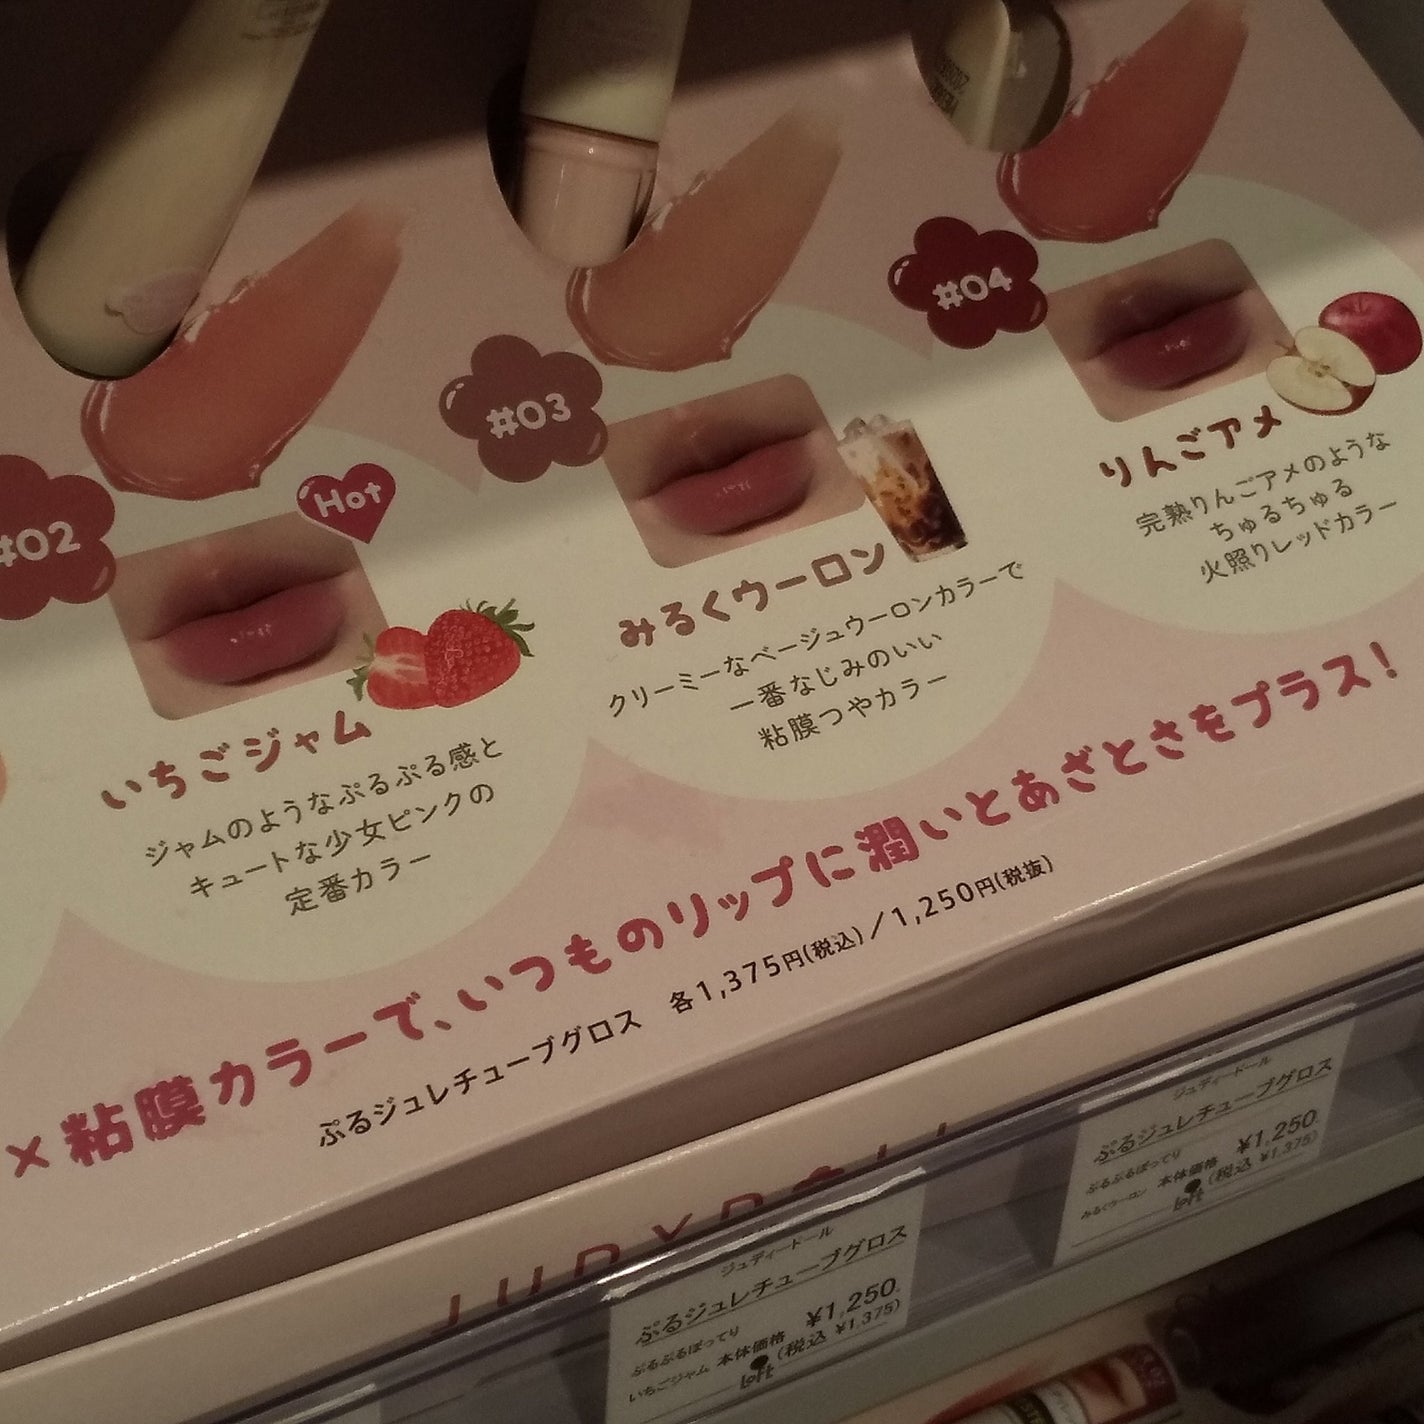 #02
Hot
いちごジャム
ジャムのようなぷるぷる感と
キュートな少女ピンクの
定番カラー
#03
みるくウーロン
クリーミーなベージュウーロンカラーで
一番なじみのいい
粘膜つやカラー
#04
りんごアメ
完熟りんごアメのような
ちゅるちゅる
火照りレッドカラー
×粘膜カラーで、いつものリップに潤いとあざとさをプラス!
ぷるジュレチューブグロス 各1,375円(税込)/1,250円(税抜)
ジュディードール
ぷるジュレチューブグロス
ぷるぷるぽってり ¥1,250
いちごジャム 本体価格 (税込 ¥1,375)
Loft
ジュディードール
ぷるジュレチューブグロス
ぷるぷるぽってり ¥1,250
みるくウーロン 本体価格 (税込 ¥1,375)
Loft